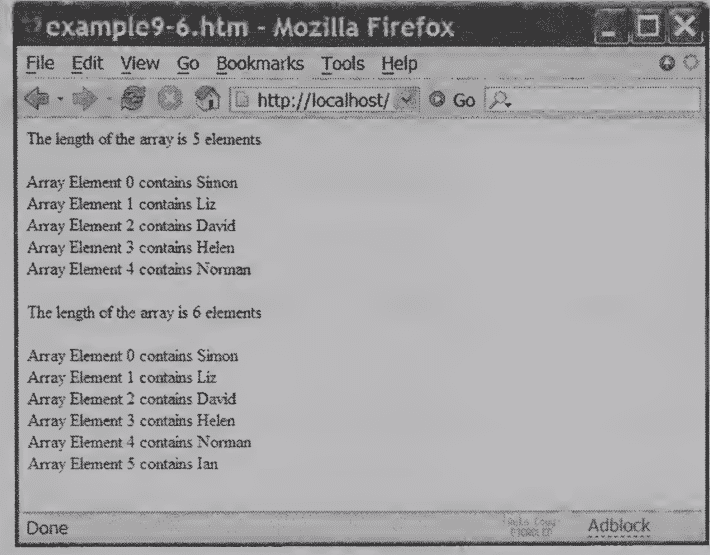 example9-6.htm - Mozilla Firefox
File Edit View Go Bookmarks Tools Help
http://localhost/ Go
The length of the array is 5 elements
Array Element 0 contains Simon
Array Element 1 contains Liz
Array Element 2 contains David
Array Element 3 contains Helen
Array Element 4 contains Norman
The length of the array is 6 elements
Array Element 0 contains Simon
Array Element 1 contains Liz
Array Element 2 contains David
Array Element 3 contains Helen
Array Element 4 contains Norman
Array Element 5 contains Ian
Done Adblock